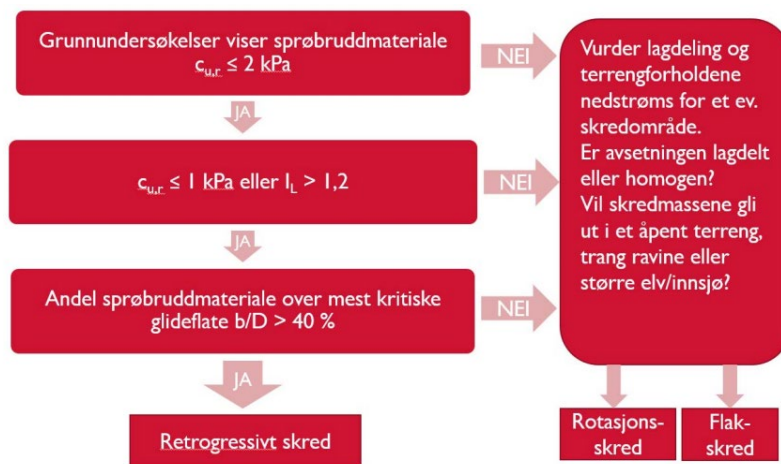 Grunnundersøkelser viser sprøbruddmateriale
cu,r ≤ 2 kPa
NEI
JA
cu,r ≤ 1 kPa eller IL > 1,2
NEI
JA
Andel sprøbruddmateriale over mest kritiske
glideflate b/D > 40 %
NEI
JA
Retrogressivt skred
Vurder lagdeling og
terrengforholdene
nedstrøms for et ev.
skredområde.
Er avsetningen lagdelt
eller homogen?
Vil skredmassene gli
ut i et åpent terreng,
trang ravine eller
større elv/innsjø?
Rotasjons-
skred
Flak-
skred